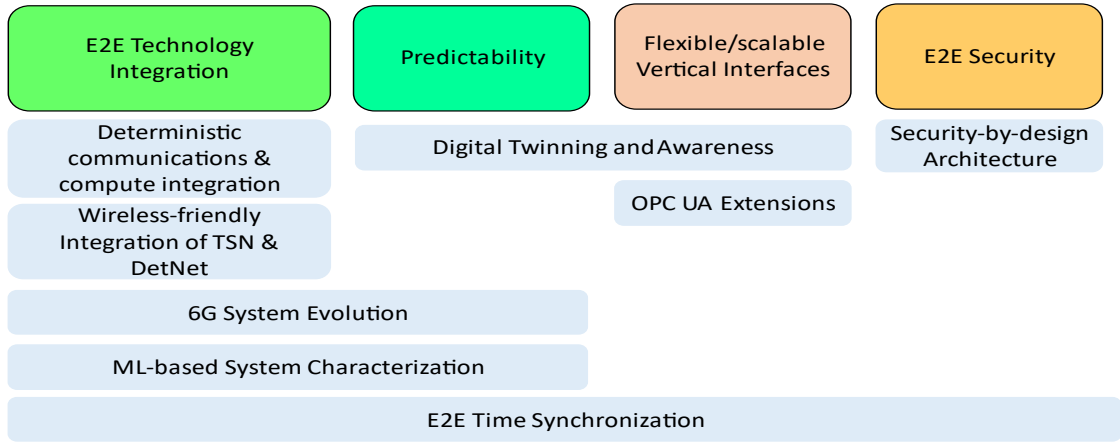 E2E Technology
Integration
Predictability
Flexible/scalable
Vertical Interfaces
E2E Security
Deterministic
communications &
compute integration
Digital Twinning and Awareness
Security-by-design
Architecture
OPC UA Extensions
Wireless-friendly
Integration of TSN &
DetNet
6G System Evolution
ML-based System Characterization
E2E Time Synchronization